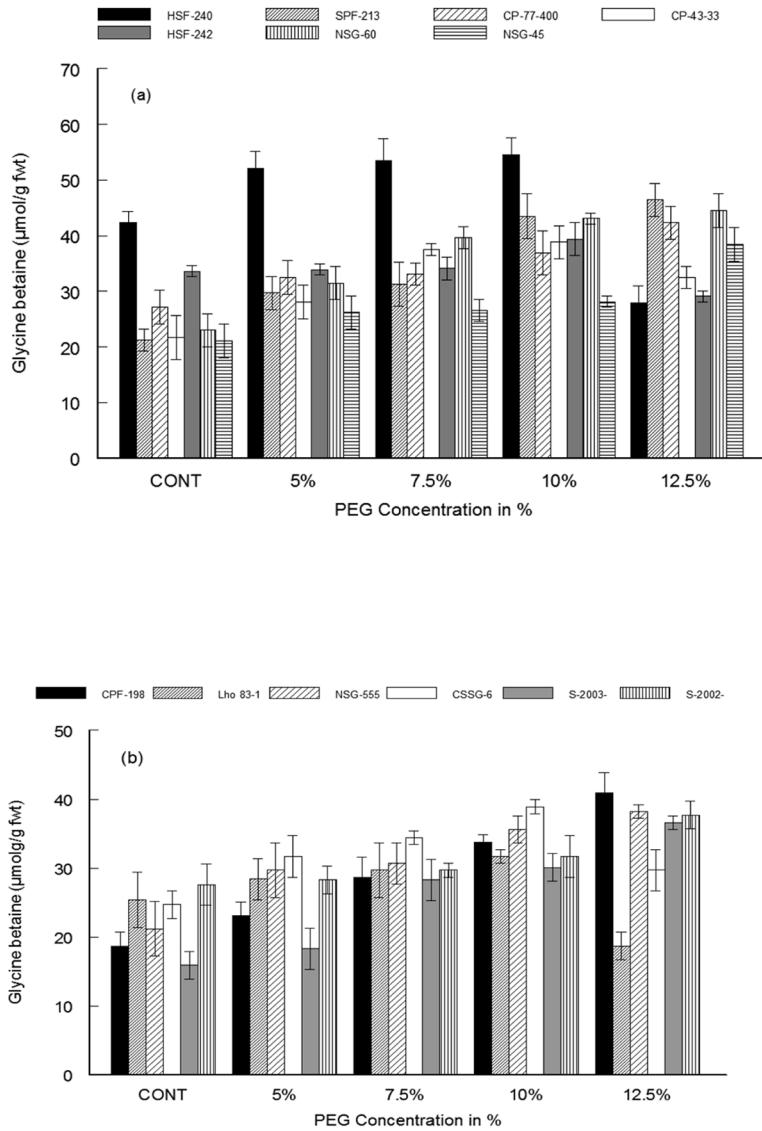 HSF-240 SPF-213 CP-77-400 CP-43-33
HSF-242 NSG-60 NSG-45
(a)
Glycine betaine (μmol/g fwt)
70
60
50
40
30
20
10
0
CONT 5% 7.5% 10% 12.5%
PEG Concentration in %
CPF-198 Lho 83-1 NSG-555 CSSG-6 S-2003- S-2002-
(b)
Glycine betaine (μmolg/g fwt)
50
40
30
20
10
0
CONT 5% 7.5% 10% 12.5%
PEG Concentration in %